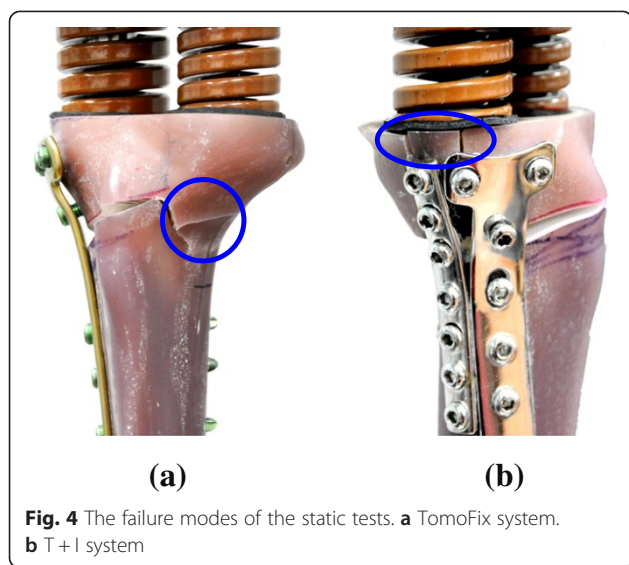 (a) (b)
Fig. 4 The failure modes of the static tests. a TomoFix system.
b T + I system